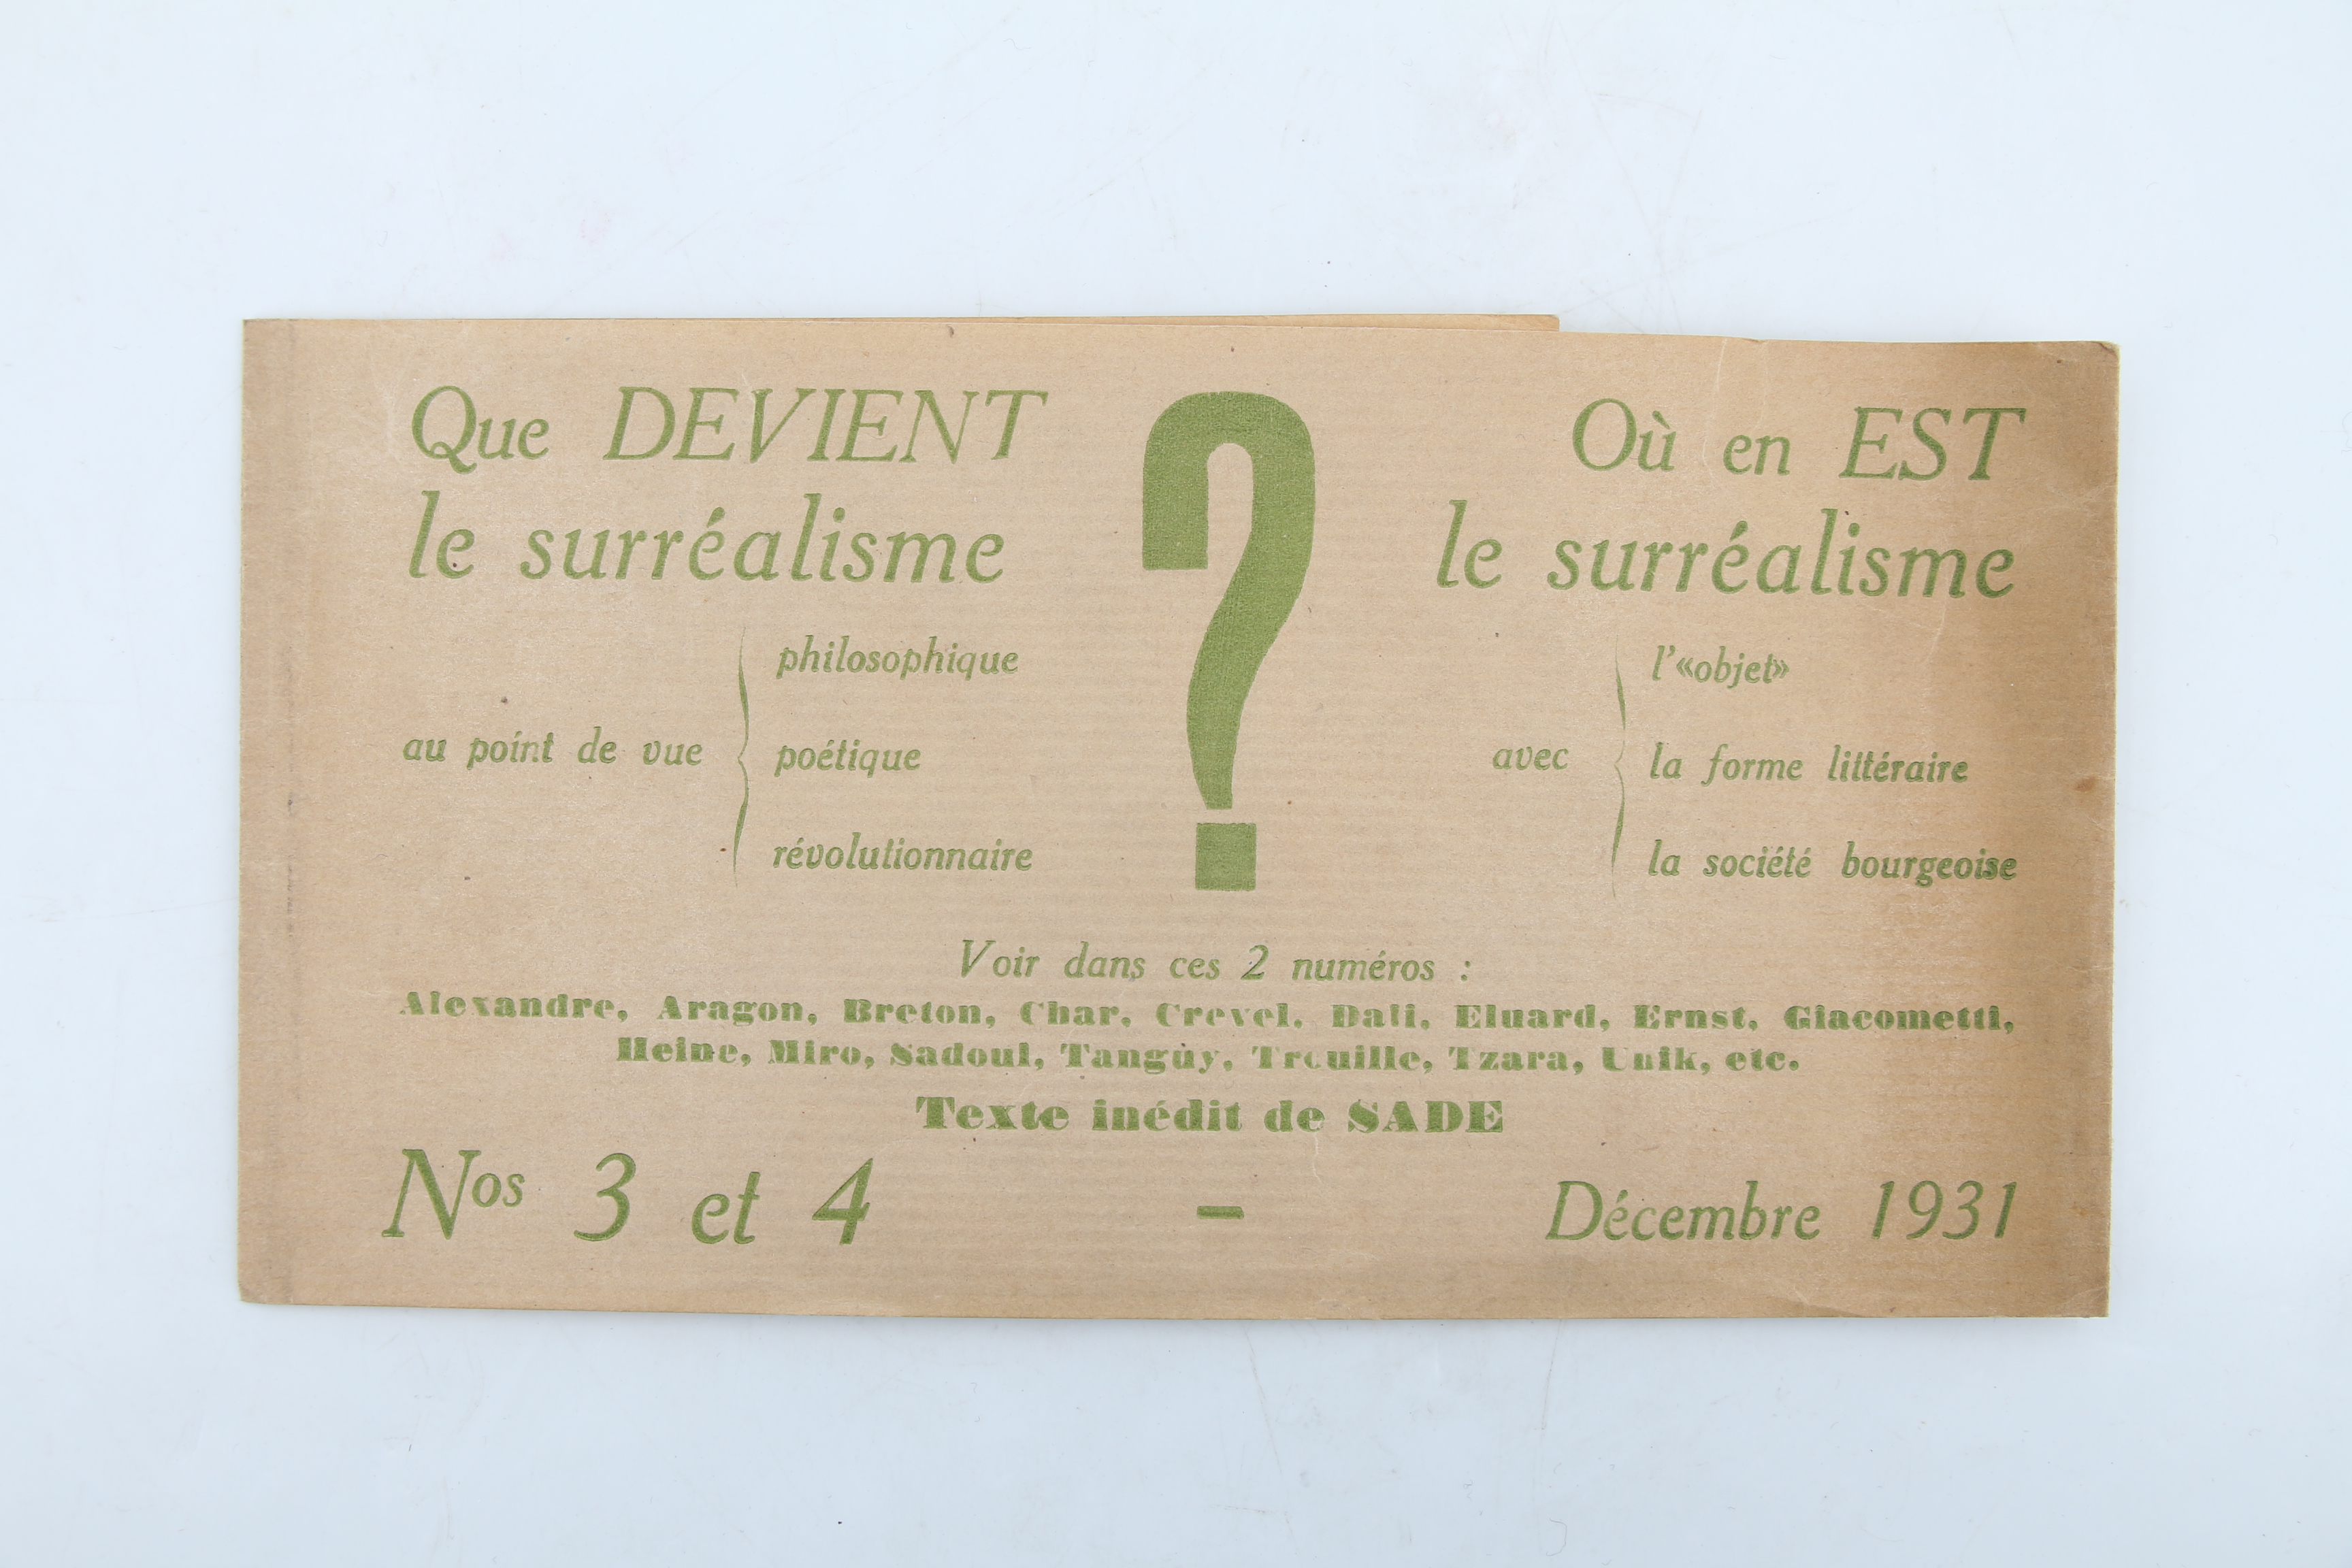 Que DEVIENT
le surréalisme
au point de vue
philosophique
poétique
révolutionnaire
?
Où en EST
le surréalisme
avec
l'«objet»
la forme littéraire
la société bourgeoise
Voir dans ces 2 numéros :
Alexandre, Aragon, Breton, Char, Crevel, Dali, Eluard, Ernst, Giacometti,
Heine, Miro, Sadoul, Tanguy, Trouille, Tzara, Unik, etc.
Texte inédit de SADE
Nos 3 et 4 – Décembre 1931